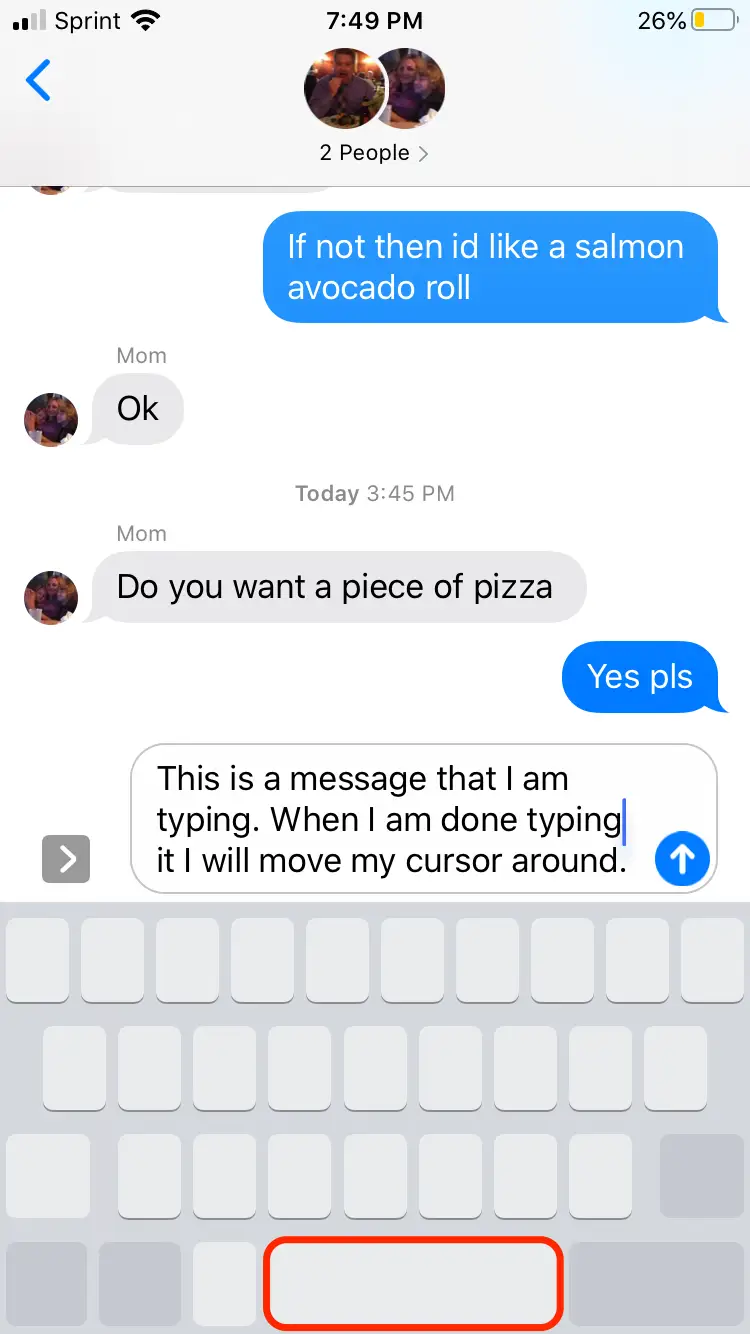 Sprint 7:49 PM 26%
2 People >
If not then id like a salmon
avocado roll
Mom
Ok
Today 3:45 PM
Mom
Do you want a piece of pizza
Yes pls
This is a message that I am
typing. When I am done typing
it I will move my cursor around.